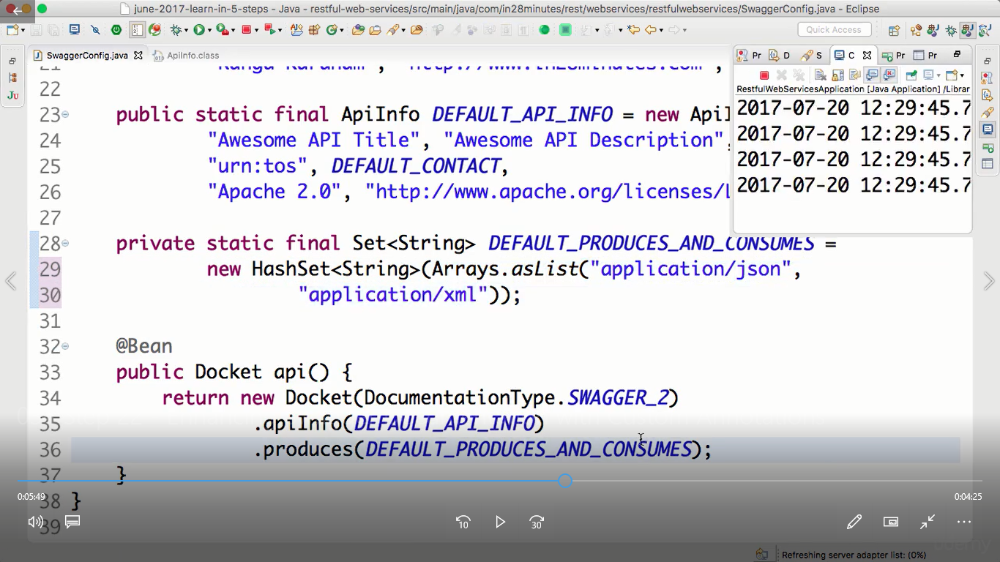 june-2017-learn-in-5-steps - Java - restful-web-services/src/main/java/com/in28minutes/rest/webservices/restfulwebservices/SwaggerConfig.java - Eclipse
Quick Access
SwaggerConfig.java
ApiInfo.class
Pr
D
S
C
Pr
Pr
RestfulWebServicesApplication [Java Application] /Librar
2017-07-20 12:29:45.7
2017-07-20 12:29:45.7
2017-07-20 12:29:45.7
2017-07-20 12:29:45.7
JU
21
22
23 public static final ApiInfo DEFAULT_API_INFO = new ApiI
24 "Awesome API Title", "Awesome API Description",
25 "urn:tos", DEFAULT_CONTACT,
26 "Apache 2.0", "http://www.apache.org/licenses/L
27
28 private static final Set<String> DEFAULT_PRODUCES_AND_CONSUMES =
29 new HashSet<String>(Arrays.asList("application/json",
30 "application/xml"));
31
32 @Bean
33 public Docket api() {
34 return new Docket(DocumentationType.SWAGGER_2)
35 .apiInfo(DEFAULT_API_INFO)
36 .produces(DEFAULT_PRODUCES_AND_CONSUMES);
37 }
38 }
39
0:05:49
0:04:25
10
30
Refreshing server adapter list: (0%)
udemy